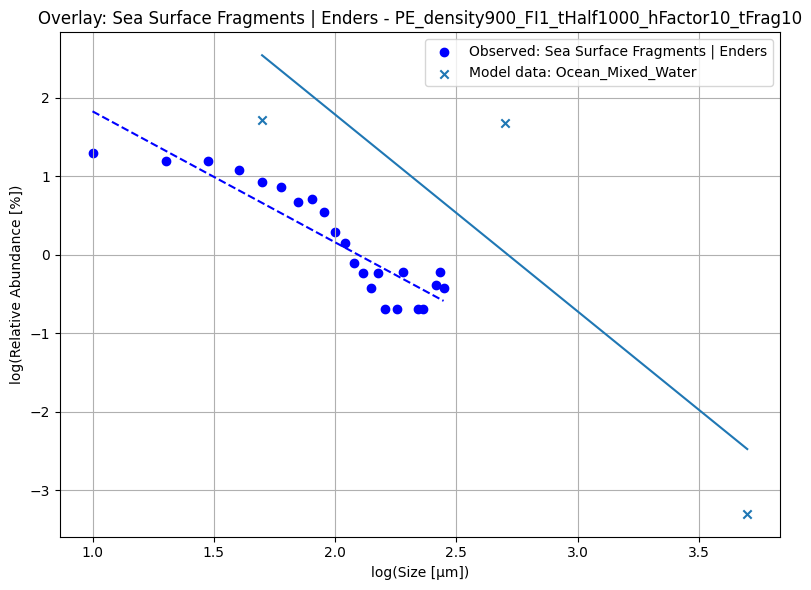 Overlay: Sea Surface Fragments | Enders - PE_density900_FI1_tHalf1000_hFactor10_tFrag10
Observed: Sea Surface Fragments | Enders
Model data: Ocean_Mixed_Water
log(Relative Abundance [%])
2
1
0
−1
−2
−3
1.0 1.5 2.0 2.5 3.0 3.5
log(Size [μm])